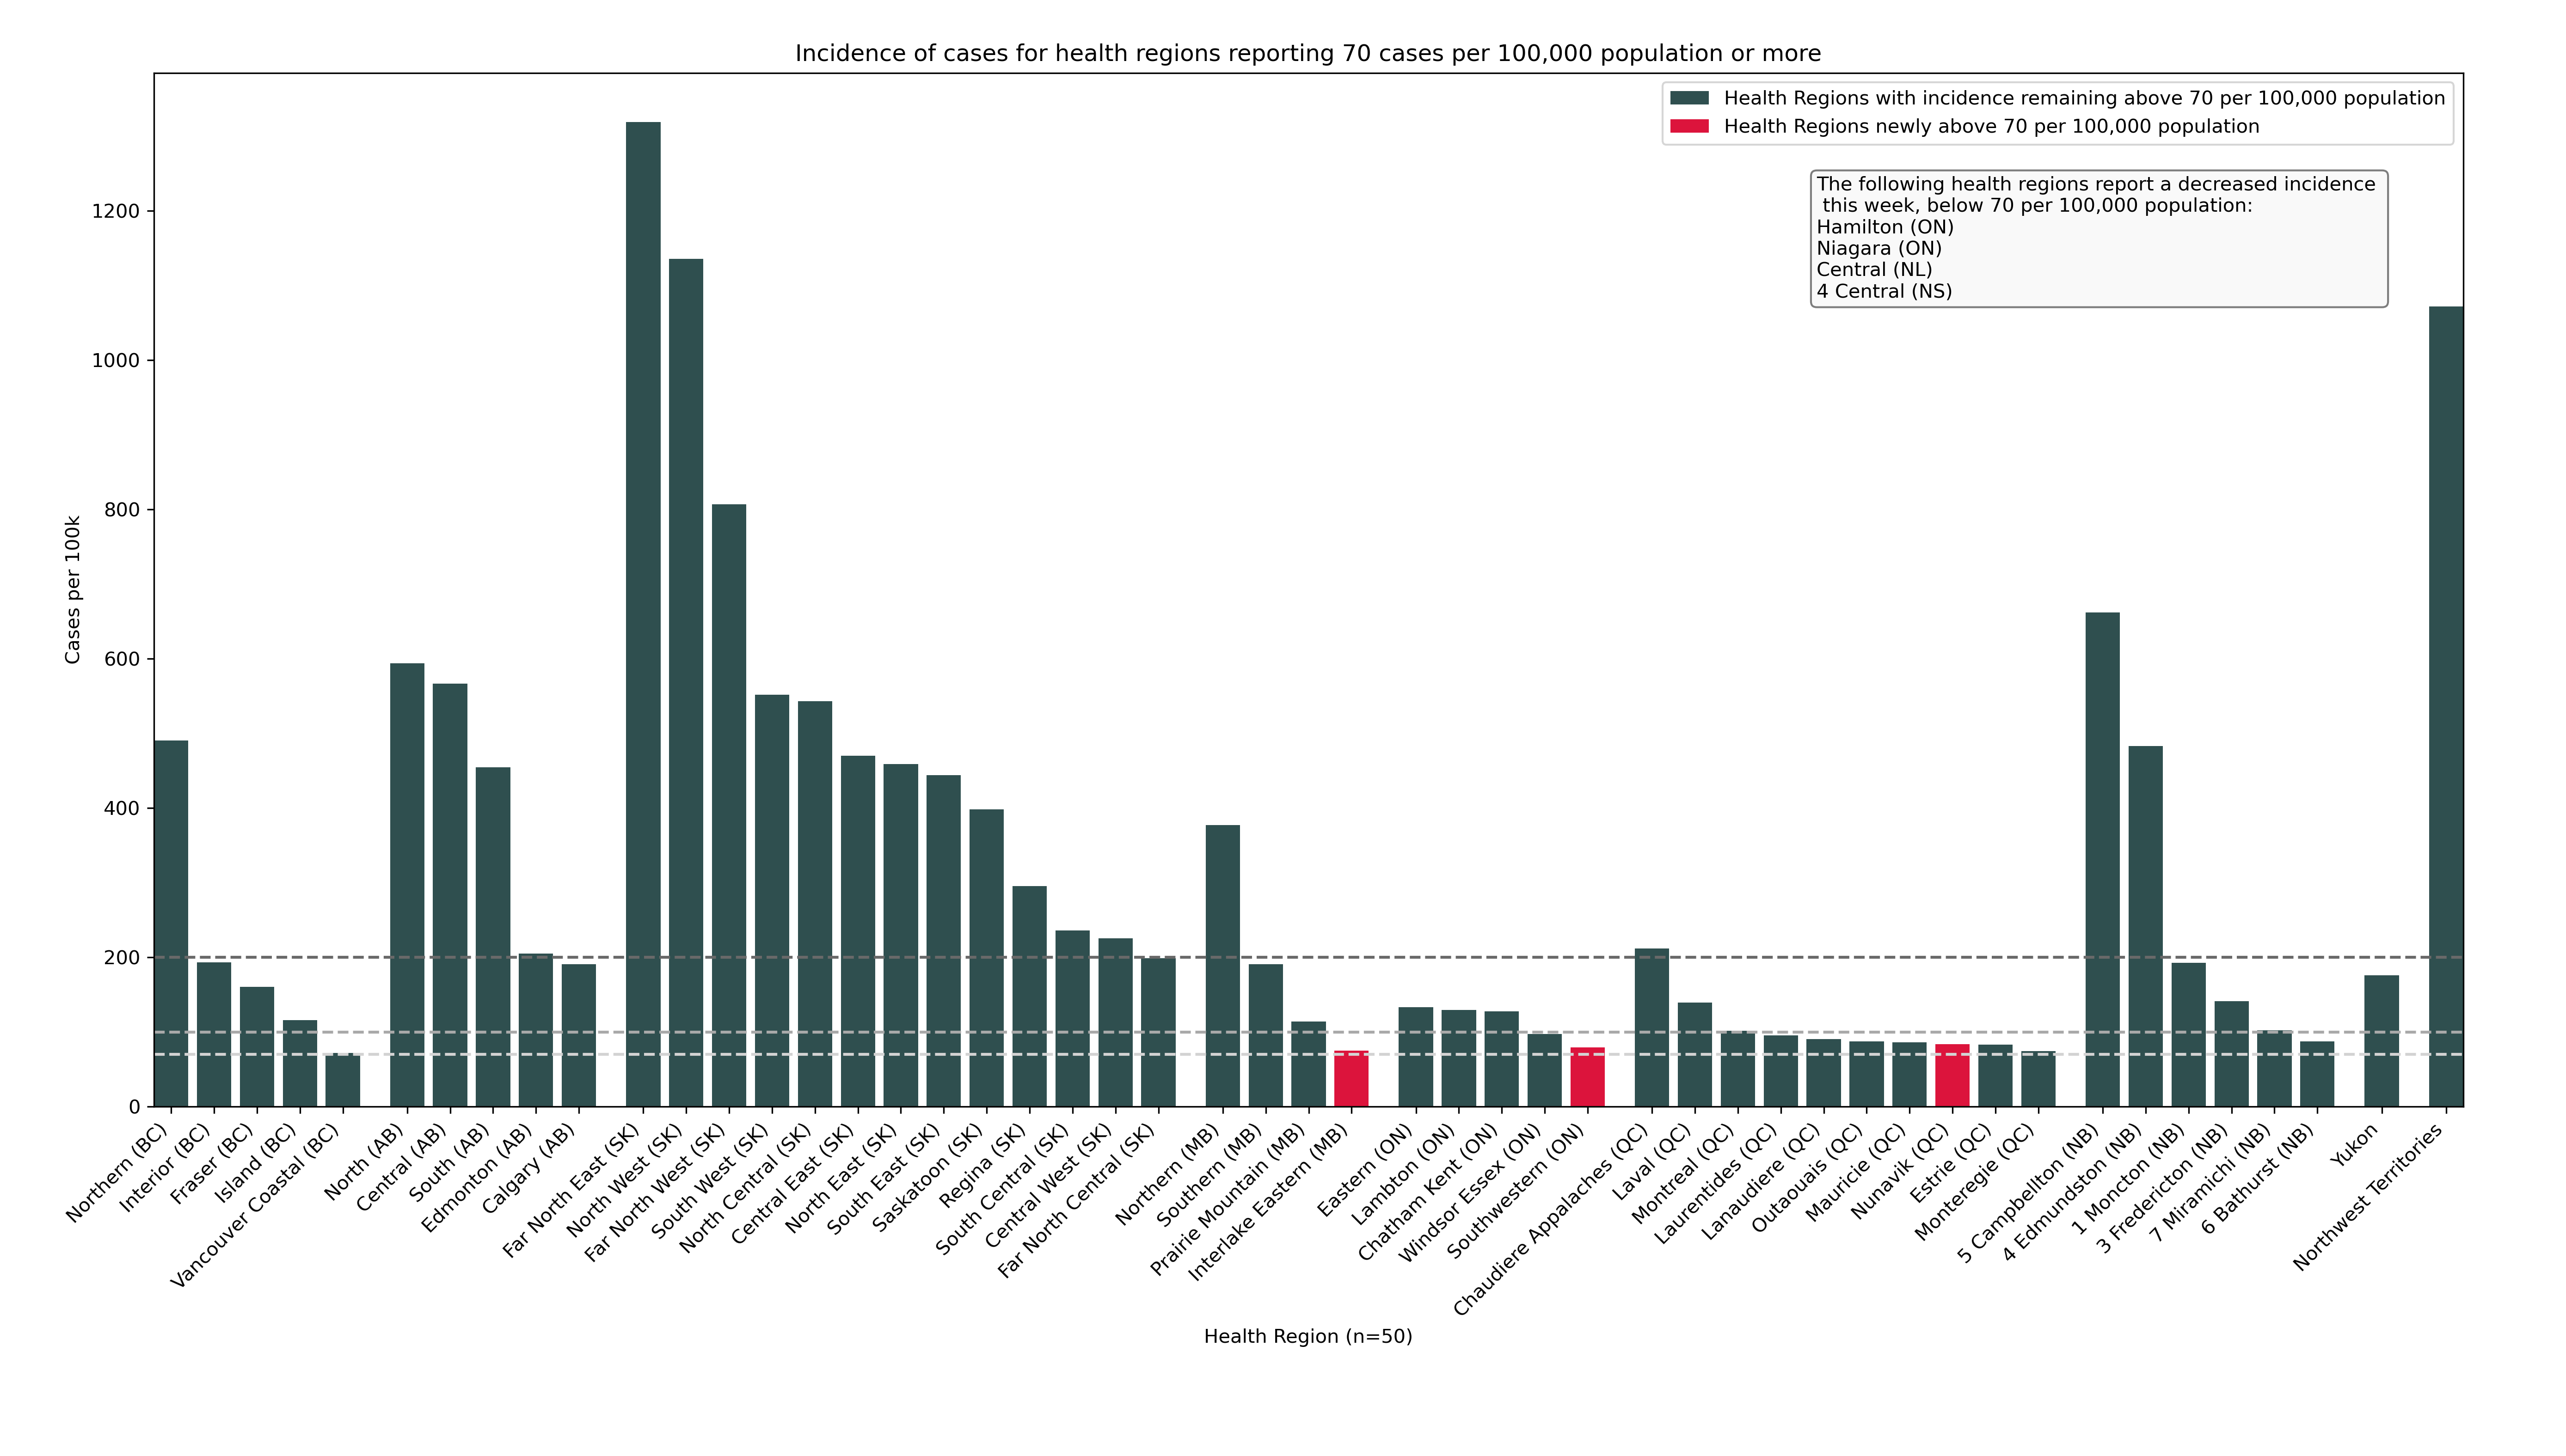 Incidence of cases for health regions reporting 70 cases per 100,000 population or more
Health Regions with incidence remaining above 70 per 100,000 population
Health Regions newly above 70 per 100,000 population
The following health regions report a decreased incidence
this week, below 70 per 100,000 population:
Hamilton (ON)
Niagara (ON)
Central (NL)
4 Central (NS)
Cases per 100k
1200
1000
800
600
400
200
0
Northern (BC)
Interior (BC)
Fraser (BC)
Island (BC)
Vancouver Coastal (BC)
North (AB)
Central (AB)
South (AB)
Edmonton (AB)
Calgary (AB)
Far North East (SK)
North West (SK)
Far North West (SK)
South West (SK)
North Central (SK)
Central East (SK)
North East (SK)
South East (SK)
Saskatoon (SK)
Regina (SK)
South Central (SK)
Central West (SK)
Far North Central (SK)
Northern (MB)
Southern (MB)
Prairie Mountain (MB)
Interlake Eastern (MB)
Eastern (ON)
Lambton (ON)
Chatham Kent (ON)
Windsor Essex (ON)
Southwestern (ON)
Chaudiere Appalaches (QC)
Laval (QC)
Montreal (QC)
Laurentides (QC)
Lanaudiere (QC)
Outaouais (QC)
Mauricie (QC)
Nunavik (QC)
Estrie (QC)
Monteregie (QC)
5 Campbellton (NB)
4 Edmundston (NB)
1 Moncton (NB)
3 Fredericton (NB)
7 Miramichi (NB)
6 Bathurst (NB)
Yukon
Northwest Territories
Health Region (n=50)